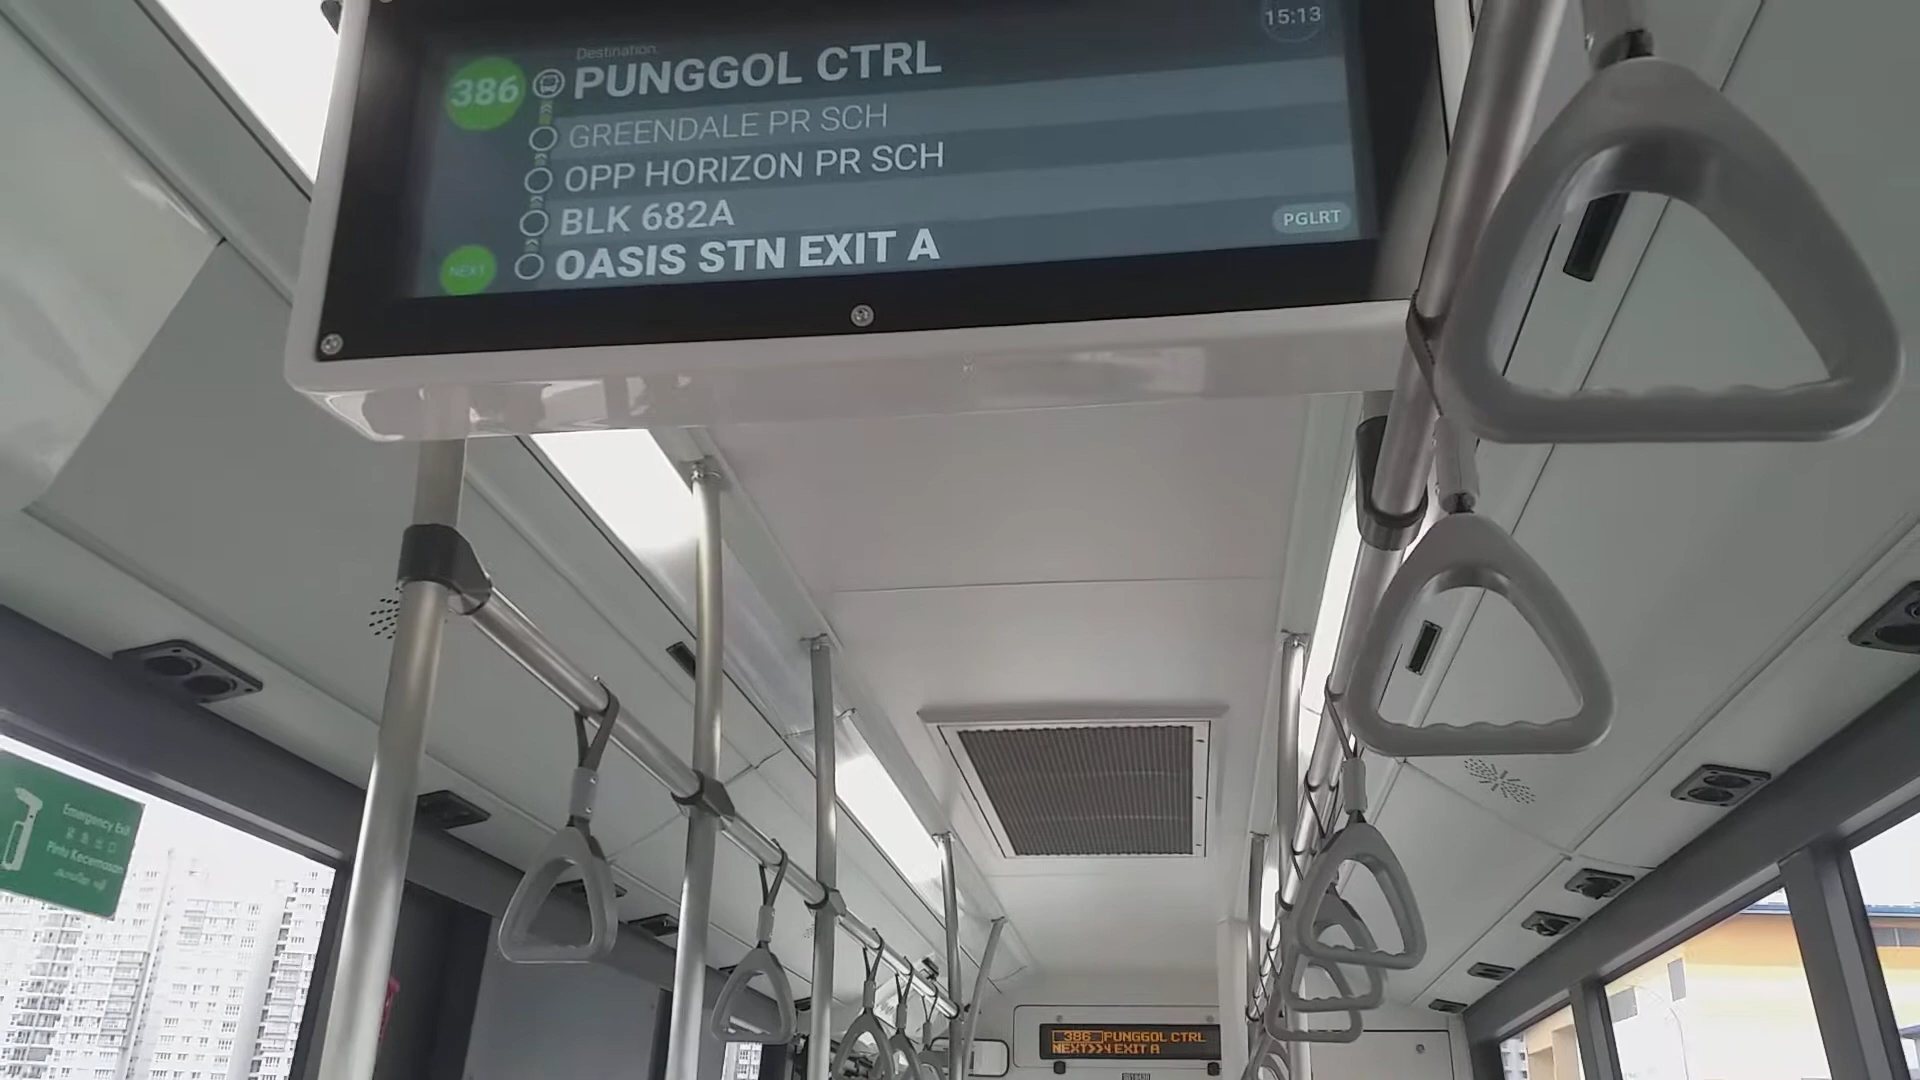 15:13
Destination
386 PUNGGOL CTRL
GREENDALE PR SCH
OPP HORIZON PR SCH
BLK 682A
PGLRT
NEXT OASIS STN EXIT A
Emergency Exit
Pintu Kecemasan
386 PUNGGOL CTRL
NEXT>>> EXIT A